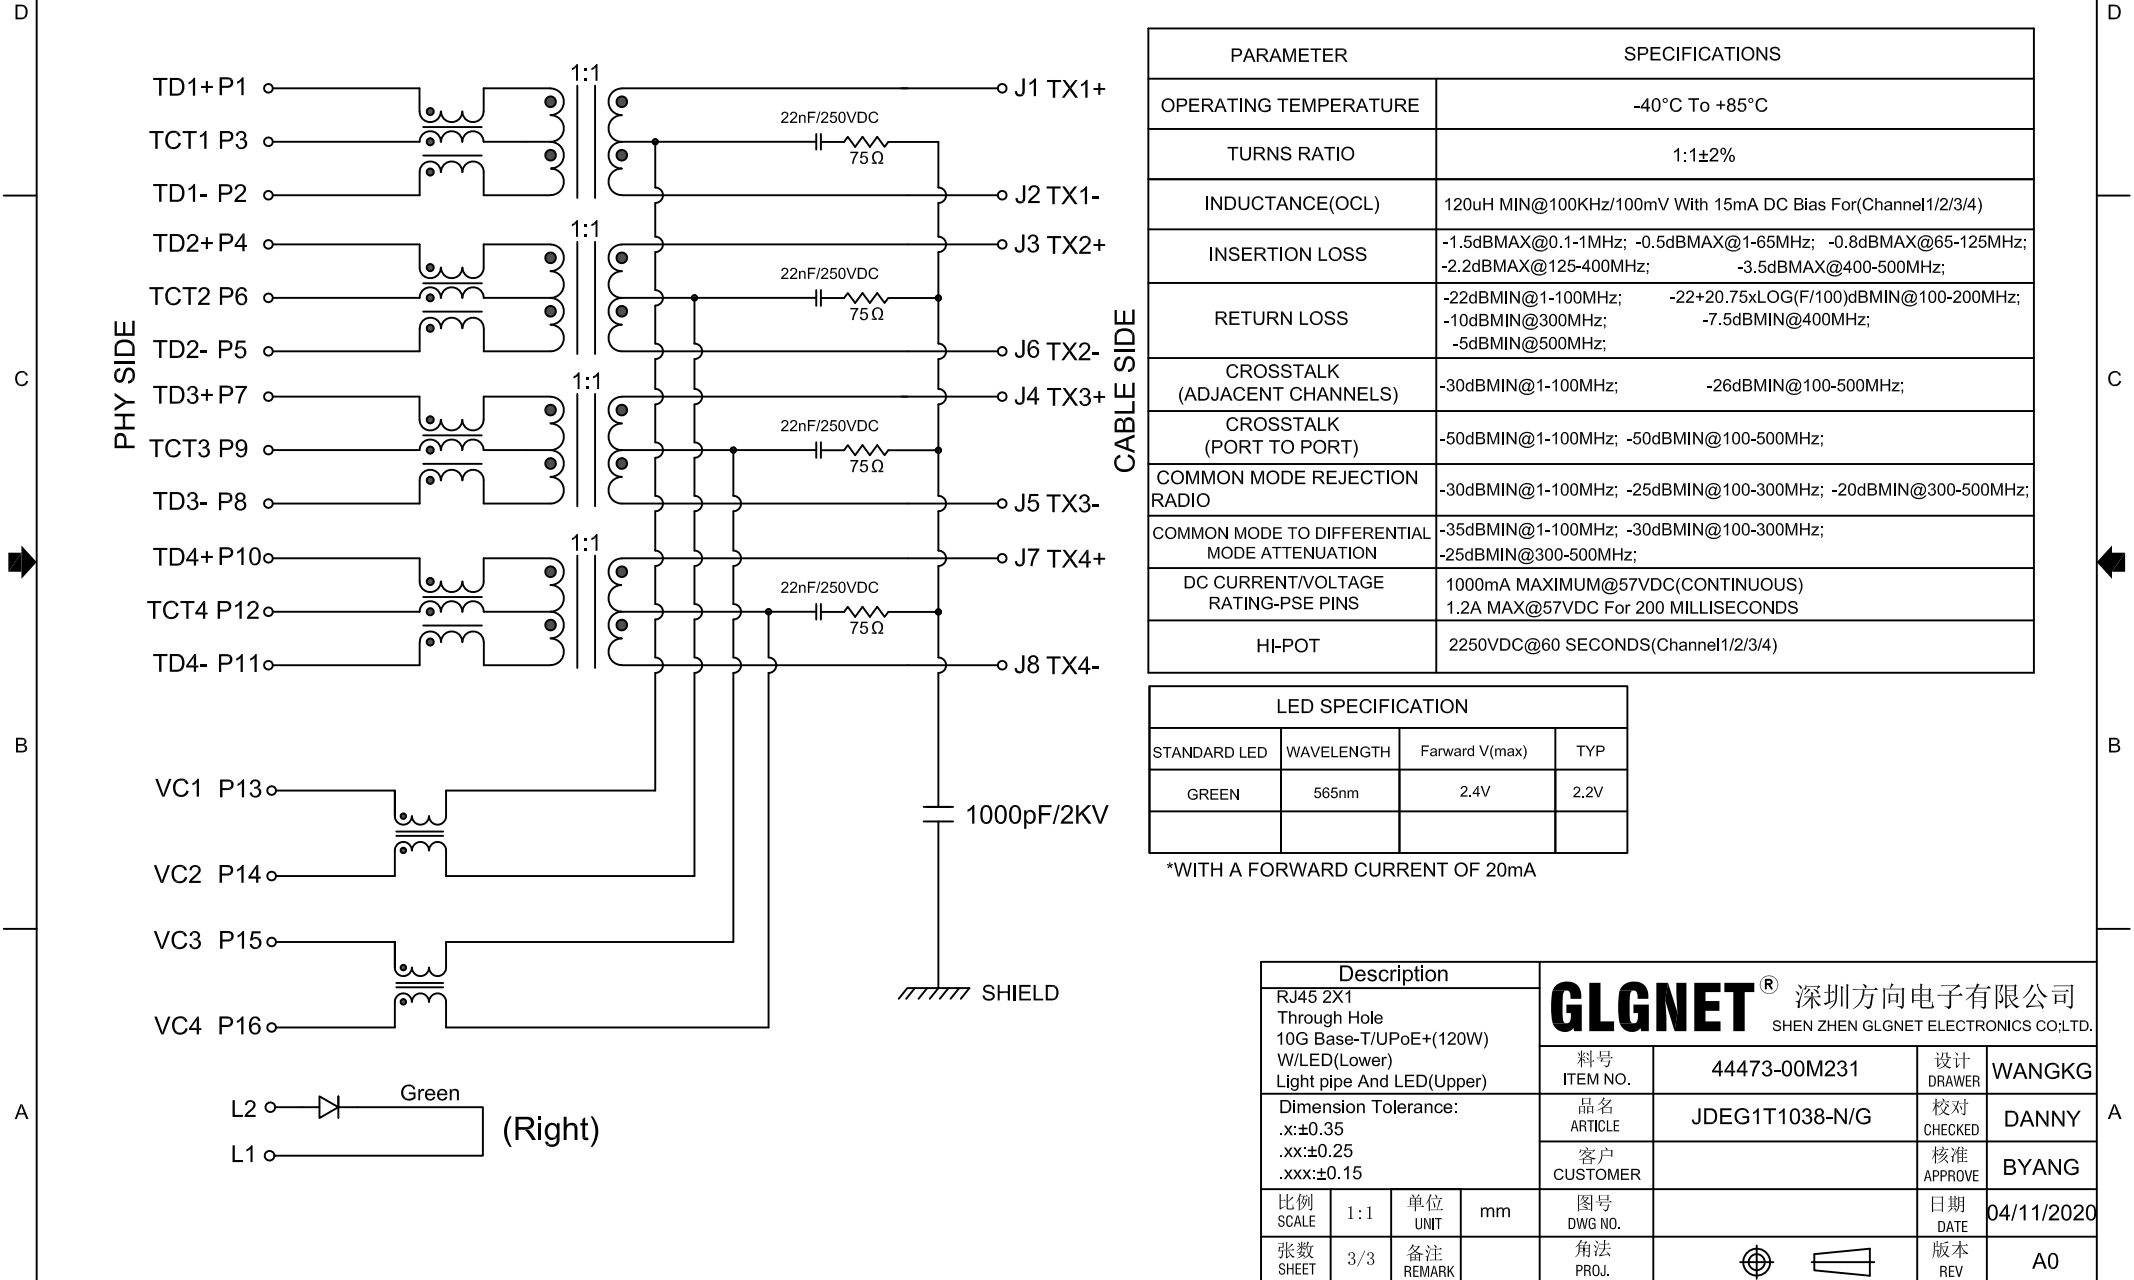 D
D
C
C
B
B
A
A
PHY SIDE
CABLE SIDE
1:1
TD1+ P1
J1 TX1+
22nF/250VDC
TCT1 P3
75Ω
TD1- P2
J2 TX1-
1:1
TD2+ P4
J3 TX2+
22nF/250VDC
TCT2 P6
75Ω
TD2- P5
J6 TX2-
1:1
TD3+ P7
J4 TX3+
22nF/250VDC
TCT3 P9
75Ω
TD3- P8
J5 TX3-
1:1
TD4+ P10
J7 TX4+
22nF/250VDC
TCT4 P12
75Ω
TD4- P11
J8 TX4-
VC1 P13
1000pF/2KV
VC2 P14
VC3 P15
SHIELD
VC4 P16
Green
L2
(Right)
L1
PARAMETER SPECIFICATIONS
OPERATING TEMPERATURE -40°C To +85°C
TURNS RATIO 1:1±2%
INDUCTANCE(OCL) 120uH MIN@100KHz/100mV With 15mA DC Bias For(Channel1/2/3/4)
INSERTION LOSS
-1.5dBMAX@0.1-1MHz; -0.5dBMAX@1-65MHz; -0.8dBMAX@65-125MHz;
-2.2dBMAX@125-400MHz; -3.5dBMAX@400-500MHz;
RETURN LOSS
-22dBMIN@1-100MHz; -22+20.75xLOG(F/100)dBMIN@100-200MHz;
-10dBMIN@300MHz; -7.5dBMIN@400MHz;
-5dBMIN@500MHz;
CROSSTALK
(ADJACENT CHANNELS)
-30dBMIN@1-100MHz; -26dBMIN@100-500MHz;
CROSSTALK
(PORT TO PORT)
-50dBMIN@1-100MHz; -50dBMIN@100-500MHz;
COMMON MODE REJECTION
RADIO
-30dBMIN@1-100MHz; -25dBMIN@100-300MHz; -20dBMIN@300-500MHz;
COMMON MODE TO DIFFERENTIAL
MODE ATTENUATION
-35dBMIN@1-100MHz; -30dBMIN@100-300MHz;
-25dBMIN@300-500MHz;
DC CURRENT/VOLTAGE
RATING-PSE PINS
1000mA MAXIMUM@57VDC(CONTINUOUS)
1.2A MAX@57VDC For 200 MILLISECONDS
HI-POT 2250VDC@60 SECONDS(Channel1/2/3/4)
LED SPECIFICATION
STANDARD LED WAVELENGTH Farward V(max) TYP
GREEN 565nm 2.4V 2.2V
*WITH A FORWARD CURRENT OF 20mA
Description
RJ45 2X1
Through Hole
10G Base-T/UPoE+(120W)
W/LED(Lower)
Light pipe And LED(Upper)
Dimension Tolerance:
.x:±0.35
.xx:±0.25
.xxx:±0.15
比例 SCALE 1:1 单位 UNIT mm
张数 SHEET 3/3 备注 REMARK
GLGNET® 深圳方向电子有限公司
SHEN ZHEN GLGNET ELECTRONICS CO;LTD.
料号 ITEM NO. 44473-00M231 设计 DRAWER WANGKG
品名 ARTICLE JDEG1T1038-N/G 校对 CHECKED DANNY
客户 CUSTOMER 核准 APPROVE BYANG
图号 DWG NO. 日期 DATE 04/11/2020
角法 PROJ. 版本 REV A0